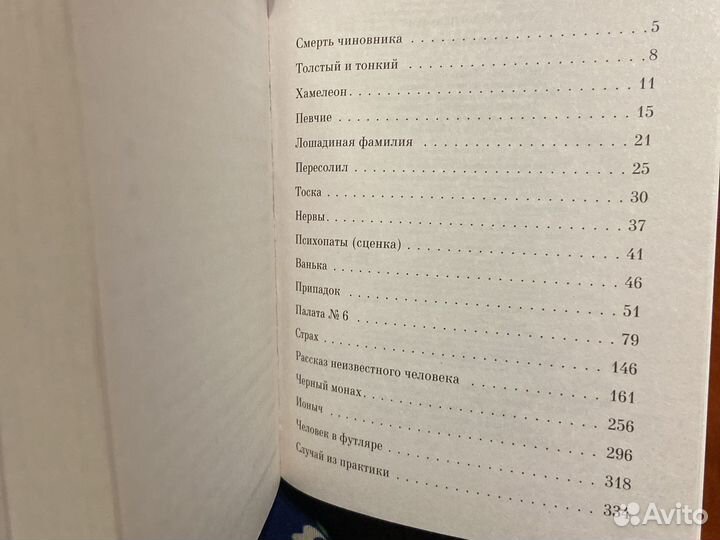 Смерть чиновника . . . . . . . . . . . . . . . . . . . . 5
Толстый и тонкий . . . . . . . . . . . . . . . . . . . . 8
Хамелеон . . . . . . . . . . . . . . . . . . . . 11
Певчие . . . . . . . . . . . . . . . . . . . . 15
Лошадиная фамилия . . . . . . . . . . . . . . . . . . . . 21
Пересолил . . . . . . . . . . . . . . . . . . . . 25
Тоска . . . . . . . . . . . . . . . . . . . . 30
Нервы . . . . . . . . . . . . . . . . . . . . 37
Психопаты (сценка) . . . . . . . . . . . . . . . . . . . . 41
Ванька . . . . . . . . . . . . . . . . . . . . 46
Припадок . . . . . . . . . . . . . . . . . . . . 51
Палата № 6 . . . . . . . . . . . . . . . . . . . . 79
Страх . . . . . . . . . . . . . . . . . . . . 146
Рассказ неизвестного человека . . . . . . . . . . . . . . . 161
Черный монах . . . . . . . . . . . . . . . . . . . . 256
Ионыч . . . . . . . . . . . . . . . . . . . . 296
Человек в футляре . . . . . . . . . . . . . . . . . . . . 318
Случай из практики . . . . . . . . . . . . . . . . . . . . 334
Avito